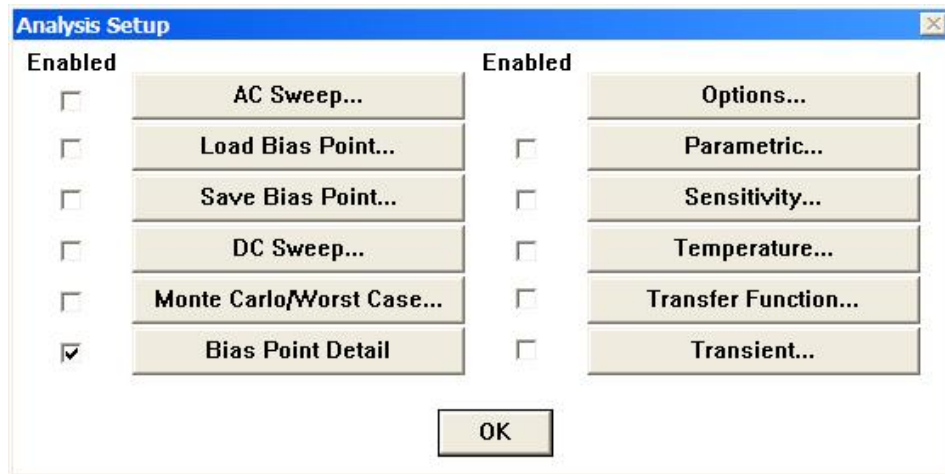 Analysis Setup
Enabled Enabled
AC Sweep... Options...
Load Bias Point... Parametric...
Save Bias Point... Sensitivity...
DC Sweep... Temperature...
Monte Carlo/Worst Case... Transfer Function...
Bias Point Detail Transient...
OK